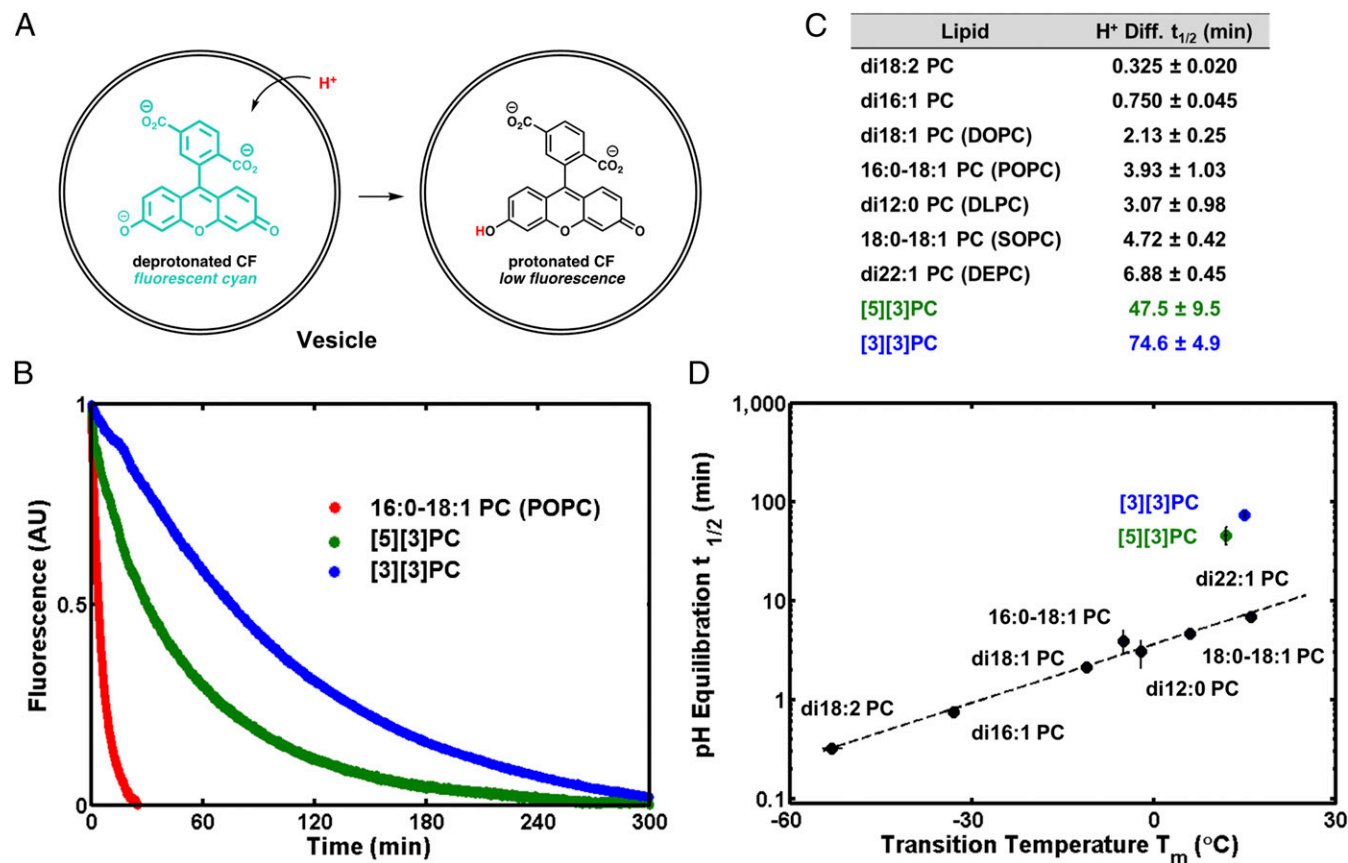 A
H⁺
⊖
CO₂
⊖
CO₂
⊖
O
O
O
deprotonated CF
fluorescent cyan
⊖
CO₂
⊖
CO₂
HO
O
O
protonated CF
low fluorescence
Vesicle
C
Lipid H⁺ Diff. t1/2 (min)
di18:2 PC 0.325 ± 0.020
di16:1 PC 0.750 ± 0.045
di18:1 PC (DOPC) 2.13 ± 0.25
16:0-18:1 PC (POPC) 3.93 ± 1.03
di12:0 PC (DLPC) 3.07 ± 0.98
18:0-18:1 PC (SOPC) 4.72 ± 0.42
di22:1 PC (DEPC) 6.88 ± 0.45
[5][3]PC 47.5 ± 9.5
[3][3]PC 74.6 ± 4.9
B
1
0.5
0
Fluorescence (AU)
16:0-18:1 PC (POPC)
[5][3]PC
[3][3]PC
0 60 120 180 240 300
Time (min)
D
1,000
100
10
1
0.1
pH Equilibration t 1/2 (min)
[3][3]PC
[5][3]PC
di22:1 PC
16:0-18:1 PC
di18:1 PC
18:0-18:1 PC
di12:0 PC
di18:2 PC
di16:1 PC
-60 -30 0 30
Transition Temperature Tm (°C)